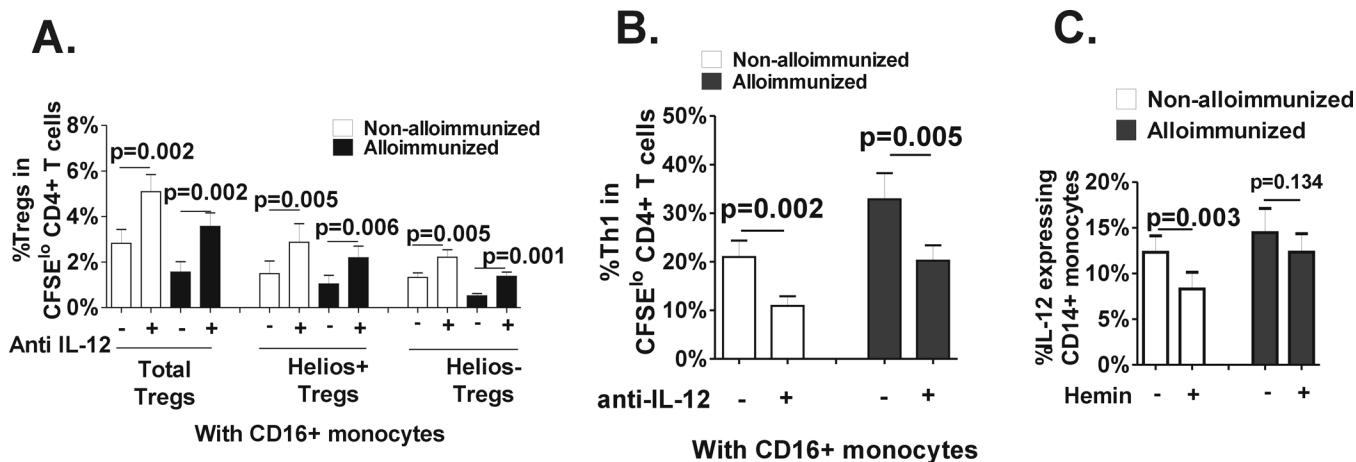 A.
%Tregs in
CFSE^lo CD4+ T cells
8%
6%
4%
2%
0%
Non-alloimmunized
Alloimmunized
p=0.002
p=0.002
p=0.005
p=0.006
p=0.005
p=0.001
Anti IL-12 - + - + - + - + - + - +
Total Tregs
Helios+ Tregs
Helios- Tregs
With CD16+ monocytes
B.
Non-alloimmunized
Alloimmunized
%Th1 in
CFSE^lo CD4+ T cells
50%
40%
30%
20%
10%
0%
p=0.002
p=0.005
anti-IL-12 - + - +
With CD16+ monocytes
C.
Non-alloimmunized
Alloimmunized
%IL-12 expressing
CD14+ monocytes
20%
15%
10%
5%
0%
p=0.003
p=0.134
Hemin - + - +